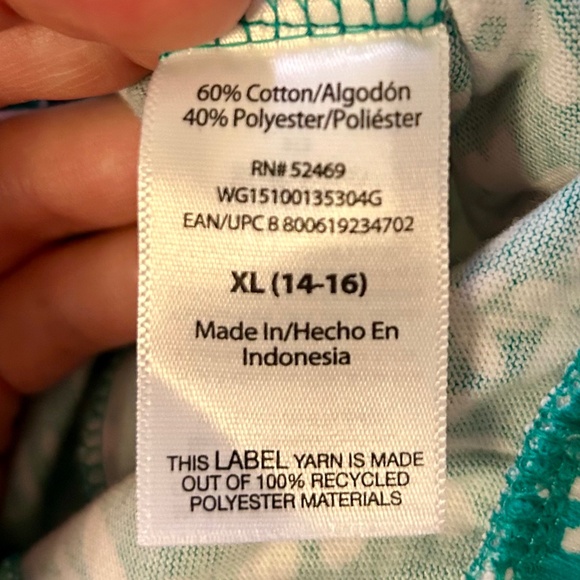 60% Cotton/Algodón
40% Polyester/Poliéster
RN# 52469
WG15100135304G
EAN/UPC 8 800619234702
XL (14-16)
Made In/Hecho En
Indonesia
THIS LABEL YARN IS MADE
OUT OF 100% RECYCLED
POLYESTER MATERIALS